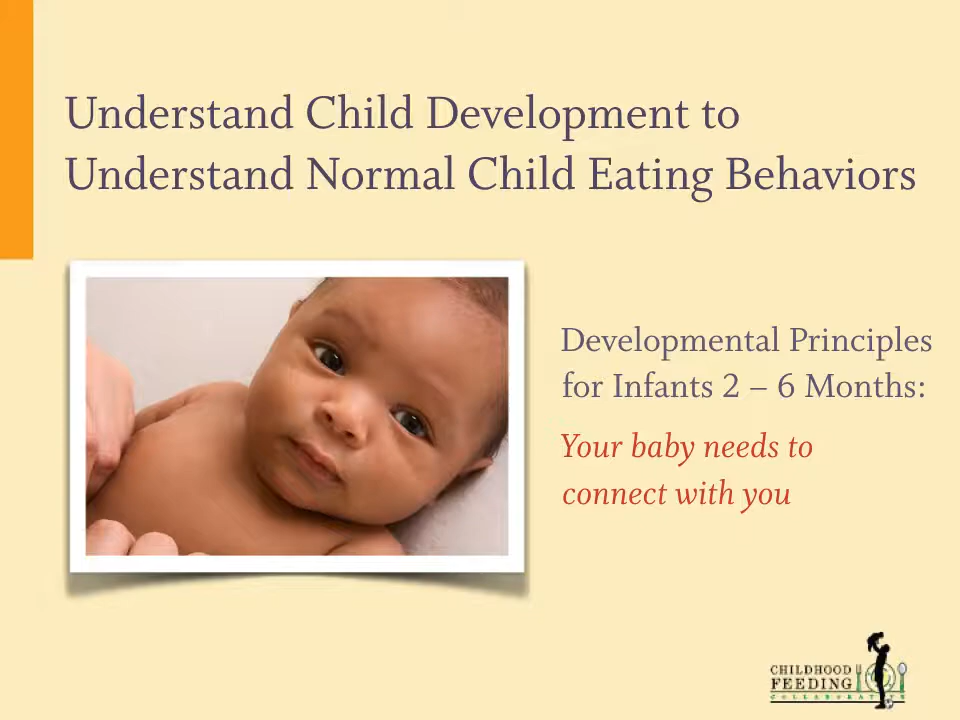 Understand Child Development to
Understand Normal Child Eating Behaviors
Developmental Principles
for Infants 2 – 6 Months:
Your baby needs to
connect with you
CHILDHOOD
FEEDING
COLLABORATIVE